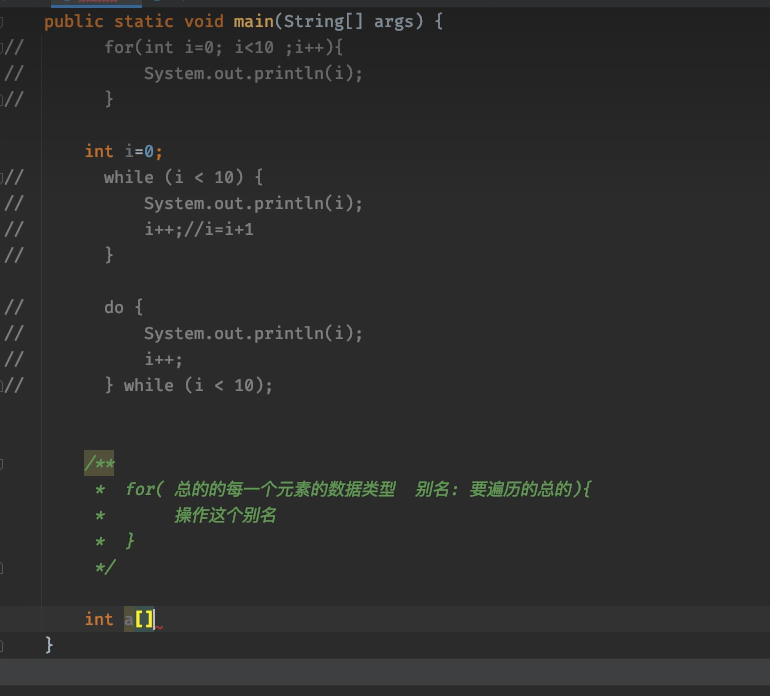 public static void main(String[] args) {
//        for(int i=0; i<10 ;i++){
//            System.out.println(i);
//        }
int i=0;
//        while (i < 10) {
//            System.out.println(i);
//            i++;//i=i+1
//        }
//        do {
//            System.out.println(i);
//            i++;
//        } while (i < 10);
/**
*  for( 总的的每一个元素的数据类型  别名: 要遍历的总的){
*       操作这个别名
*  }
*/
int a[]
}